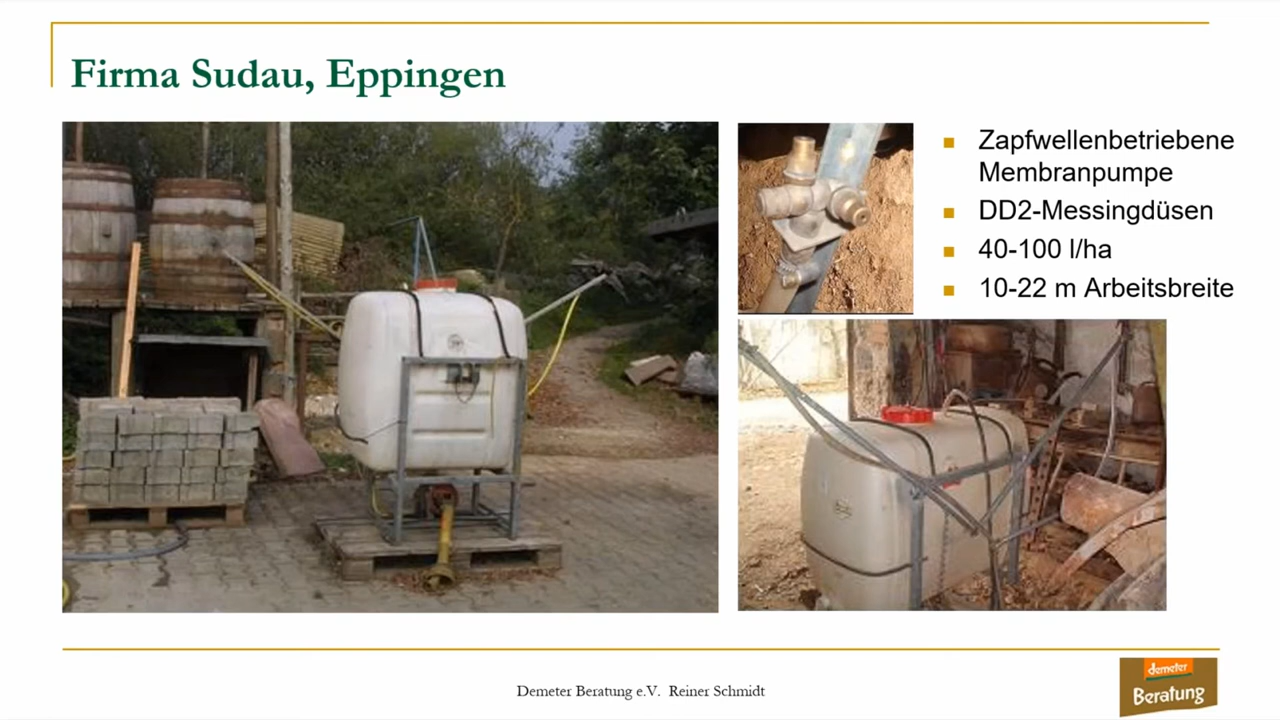 Firma Sudau, Eppingen
Zapfwellenbetriebene
Membranpumpe
DD2-Messingdüsen
40-100 l/ha
10-22 m Arbeitsbreite
Demeter Beratung e.V. Reiner Schmidt
demeter
Beratung